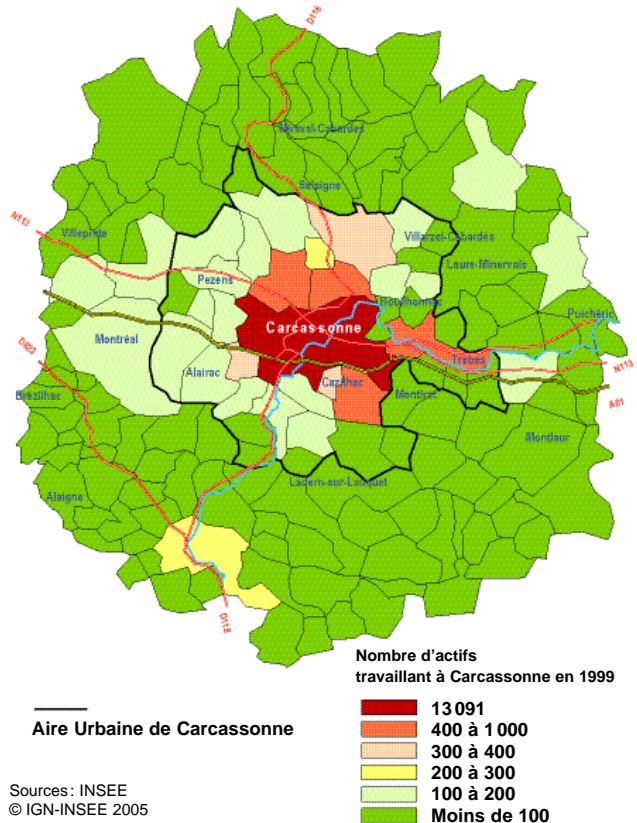 D118
Miraval-Cabardès
Salsigne
N113
Villepinte
Villarzel-Cabardès
Laure-Minervois
Pezens
Bouilhonnac
Puichéric
Carcassonne
Montréal
Trèbes
D623
Alairac
Cazilhac
N113
Brézilhac
Montirat
A61
Montlaur
Alaigne
Ladern-sur-Lauquet
D118
Nombre d'actifs
travaillant à Carcassonne en 1999
Aire Urbaine de Carcassonne
13 091
400 à 1 000
300 à 400
200 à 300
100 à 200
Moins de 100
Sources : INSEE
© IGN-INSEE 2005